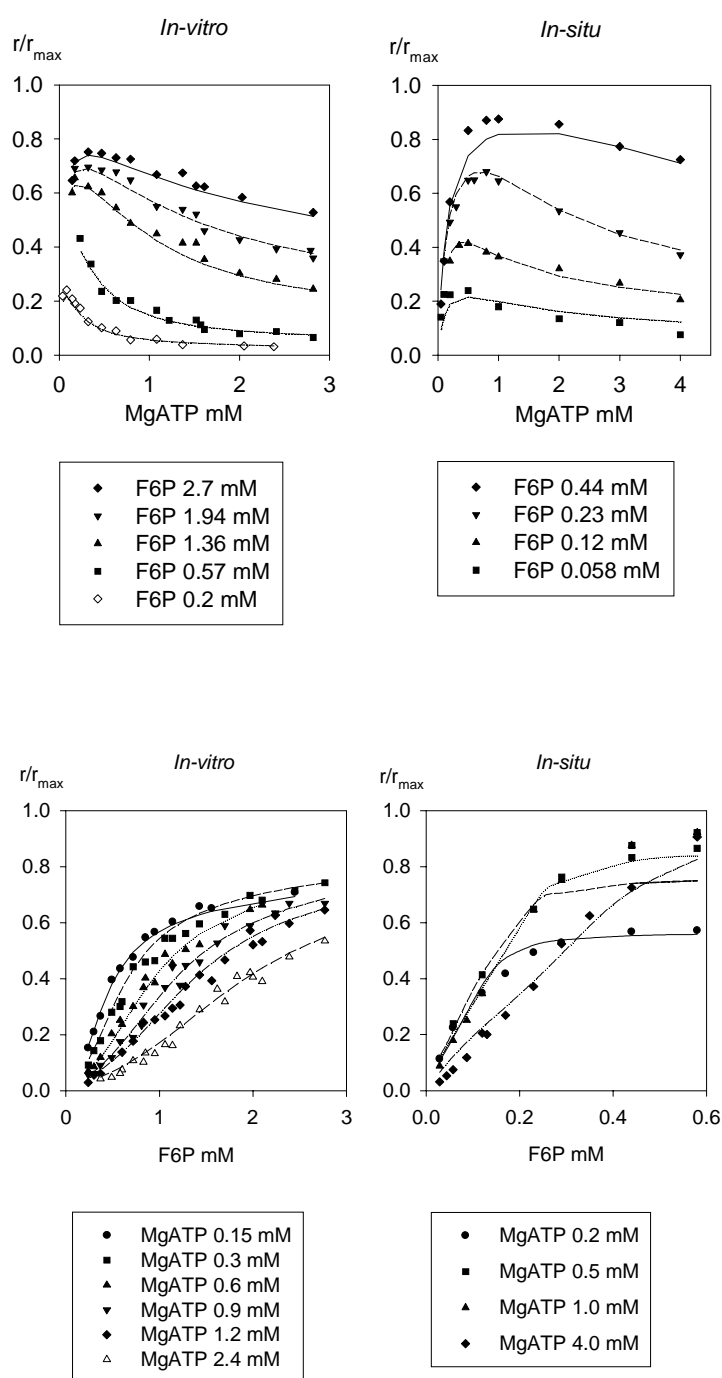 In-vitro
r/rmax
1.0
0.8
0.6
0.4
0.2
0.0
0 1 2 3
MgATP mM
F6P 2.7 mM
F6P 1.94 mM
F6P 1.36 mM
F6P 0.57 mM
F6P 0.2 mM
In-situ
r/rmax
1.0
0.8
0.6
0.4
0.2
0.0
0 1 2 3 4
MgATP mM
F6P 0.44 mM
F6P 0.23 mM
F6P 0.12 mM
F6P 0.058 mM
In-vitro
r/rmax
1.0
0.8
0.6
0.4
0.2
0.0
0 1 2 3
F6P mM
MgATP 0.15 mM
MgATP 0.3 mM
MgATP 0.6 mM
MgATP 0.9 mM
MgATP 1.2 mM
MgATP 2.4 mM
In-situ
r/rmax
1.0
0.8
0.6
0.4
0.2
0.0
0.0 0.2 0.4 0.6
F6P mM
MgATP 0.2 mM
MgATP 0.5 mM
MgATP 1.0 mM
MgATP 4.0 mM